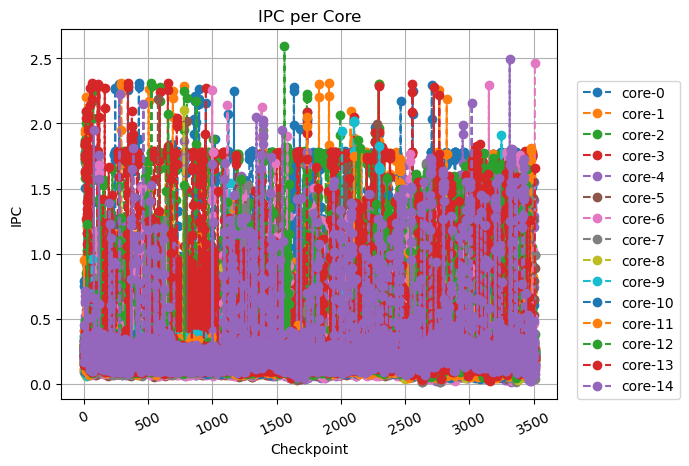 IPC per Core
IPC
2.5
2.0
1.5
1.0
0.5
0.0
0
500
1000
1500
2000
2500
3000
3500
Checkpoint
core-0
core-1
core-2
core-3
core-4
core-5
core-6
core-7
core-8
core-9
core-10
core-11
core-12
core-13
core-14